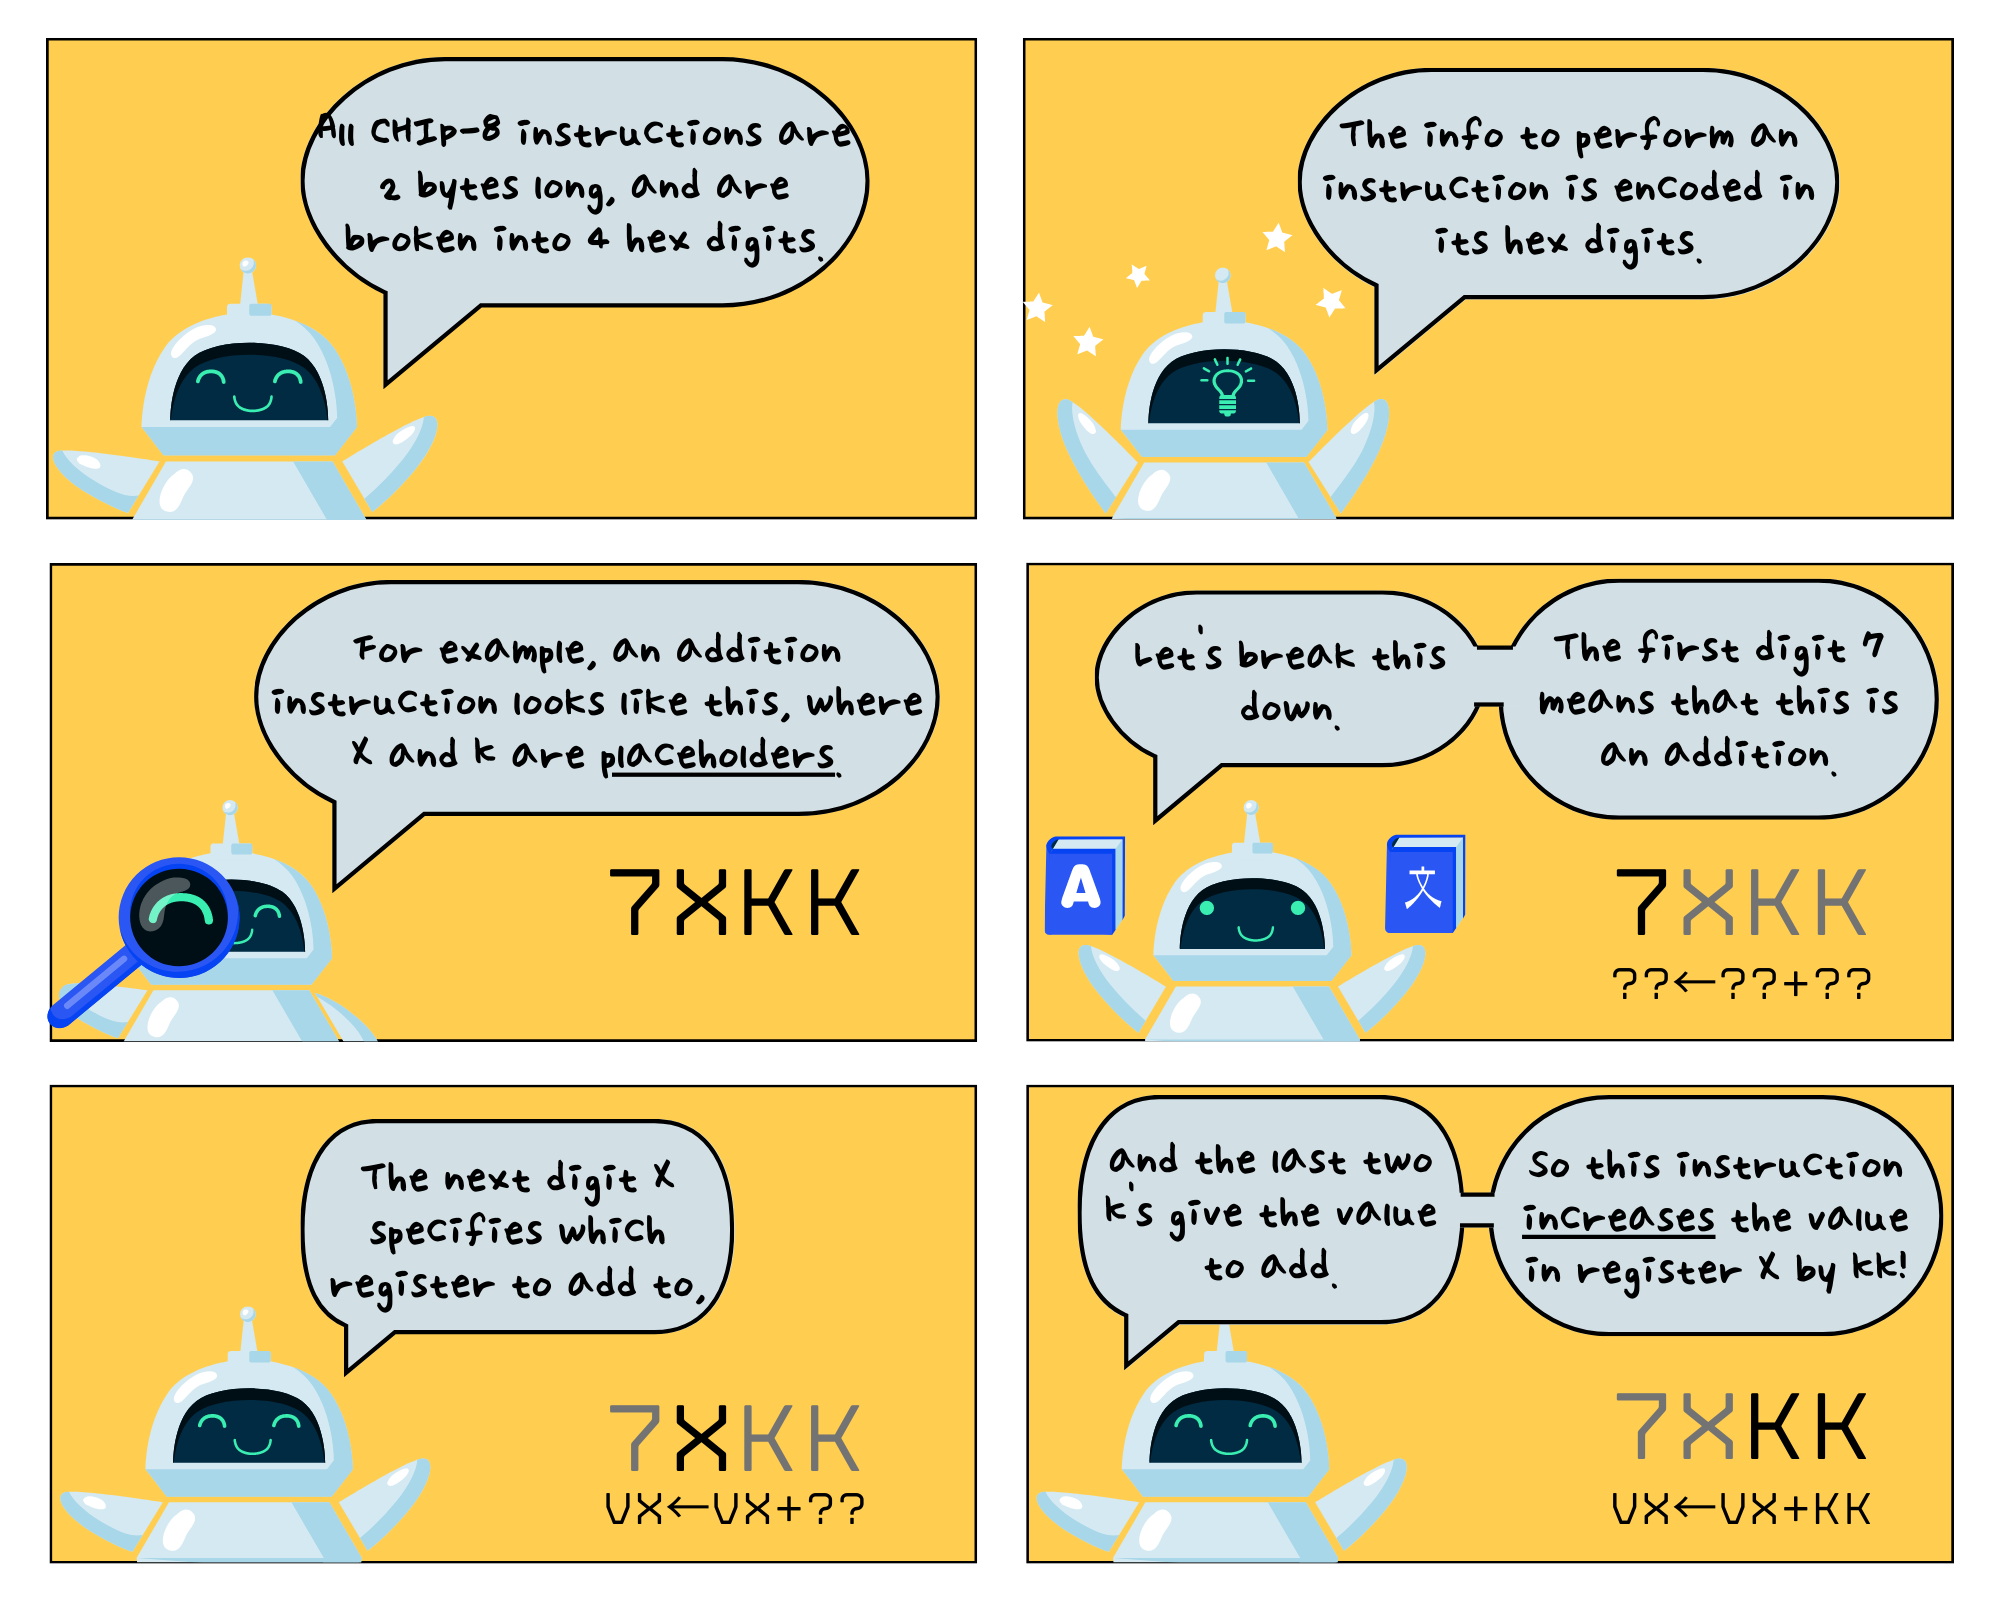 All CHIP-8 instructions are
2 bytes long, and are
broken into 4 hex digits.
The info to perform an
instruction is encoded in
its hex digits.
For example, an addition
instruction looks like this, where
X and K are placeholders.
7XKK
Let's break this
down.
The first digit 7
means that this is
an addition.
A
文
7XKK
??←??+??
The next digit X
specifies which
register to add to,
7XKK
VX←VX+??
and the last two
K's give the value
to add.
So this instruction
increases the value
in register X by KK!
7XKK
VX←VX+KK